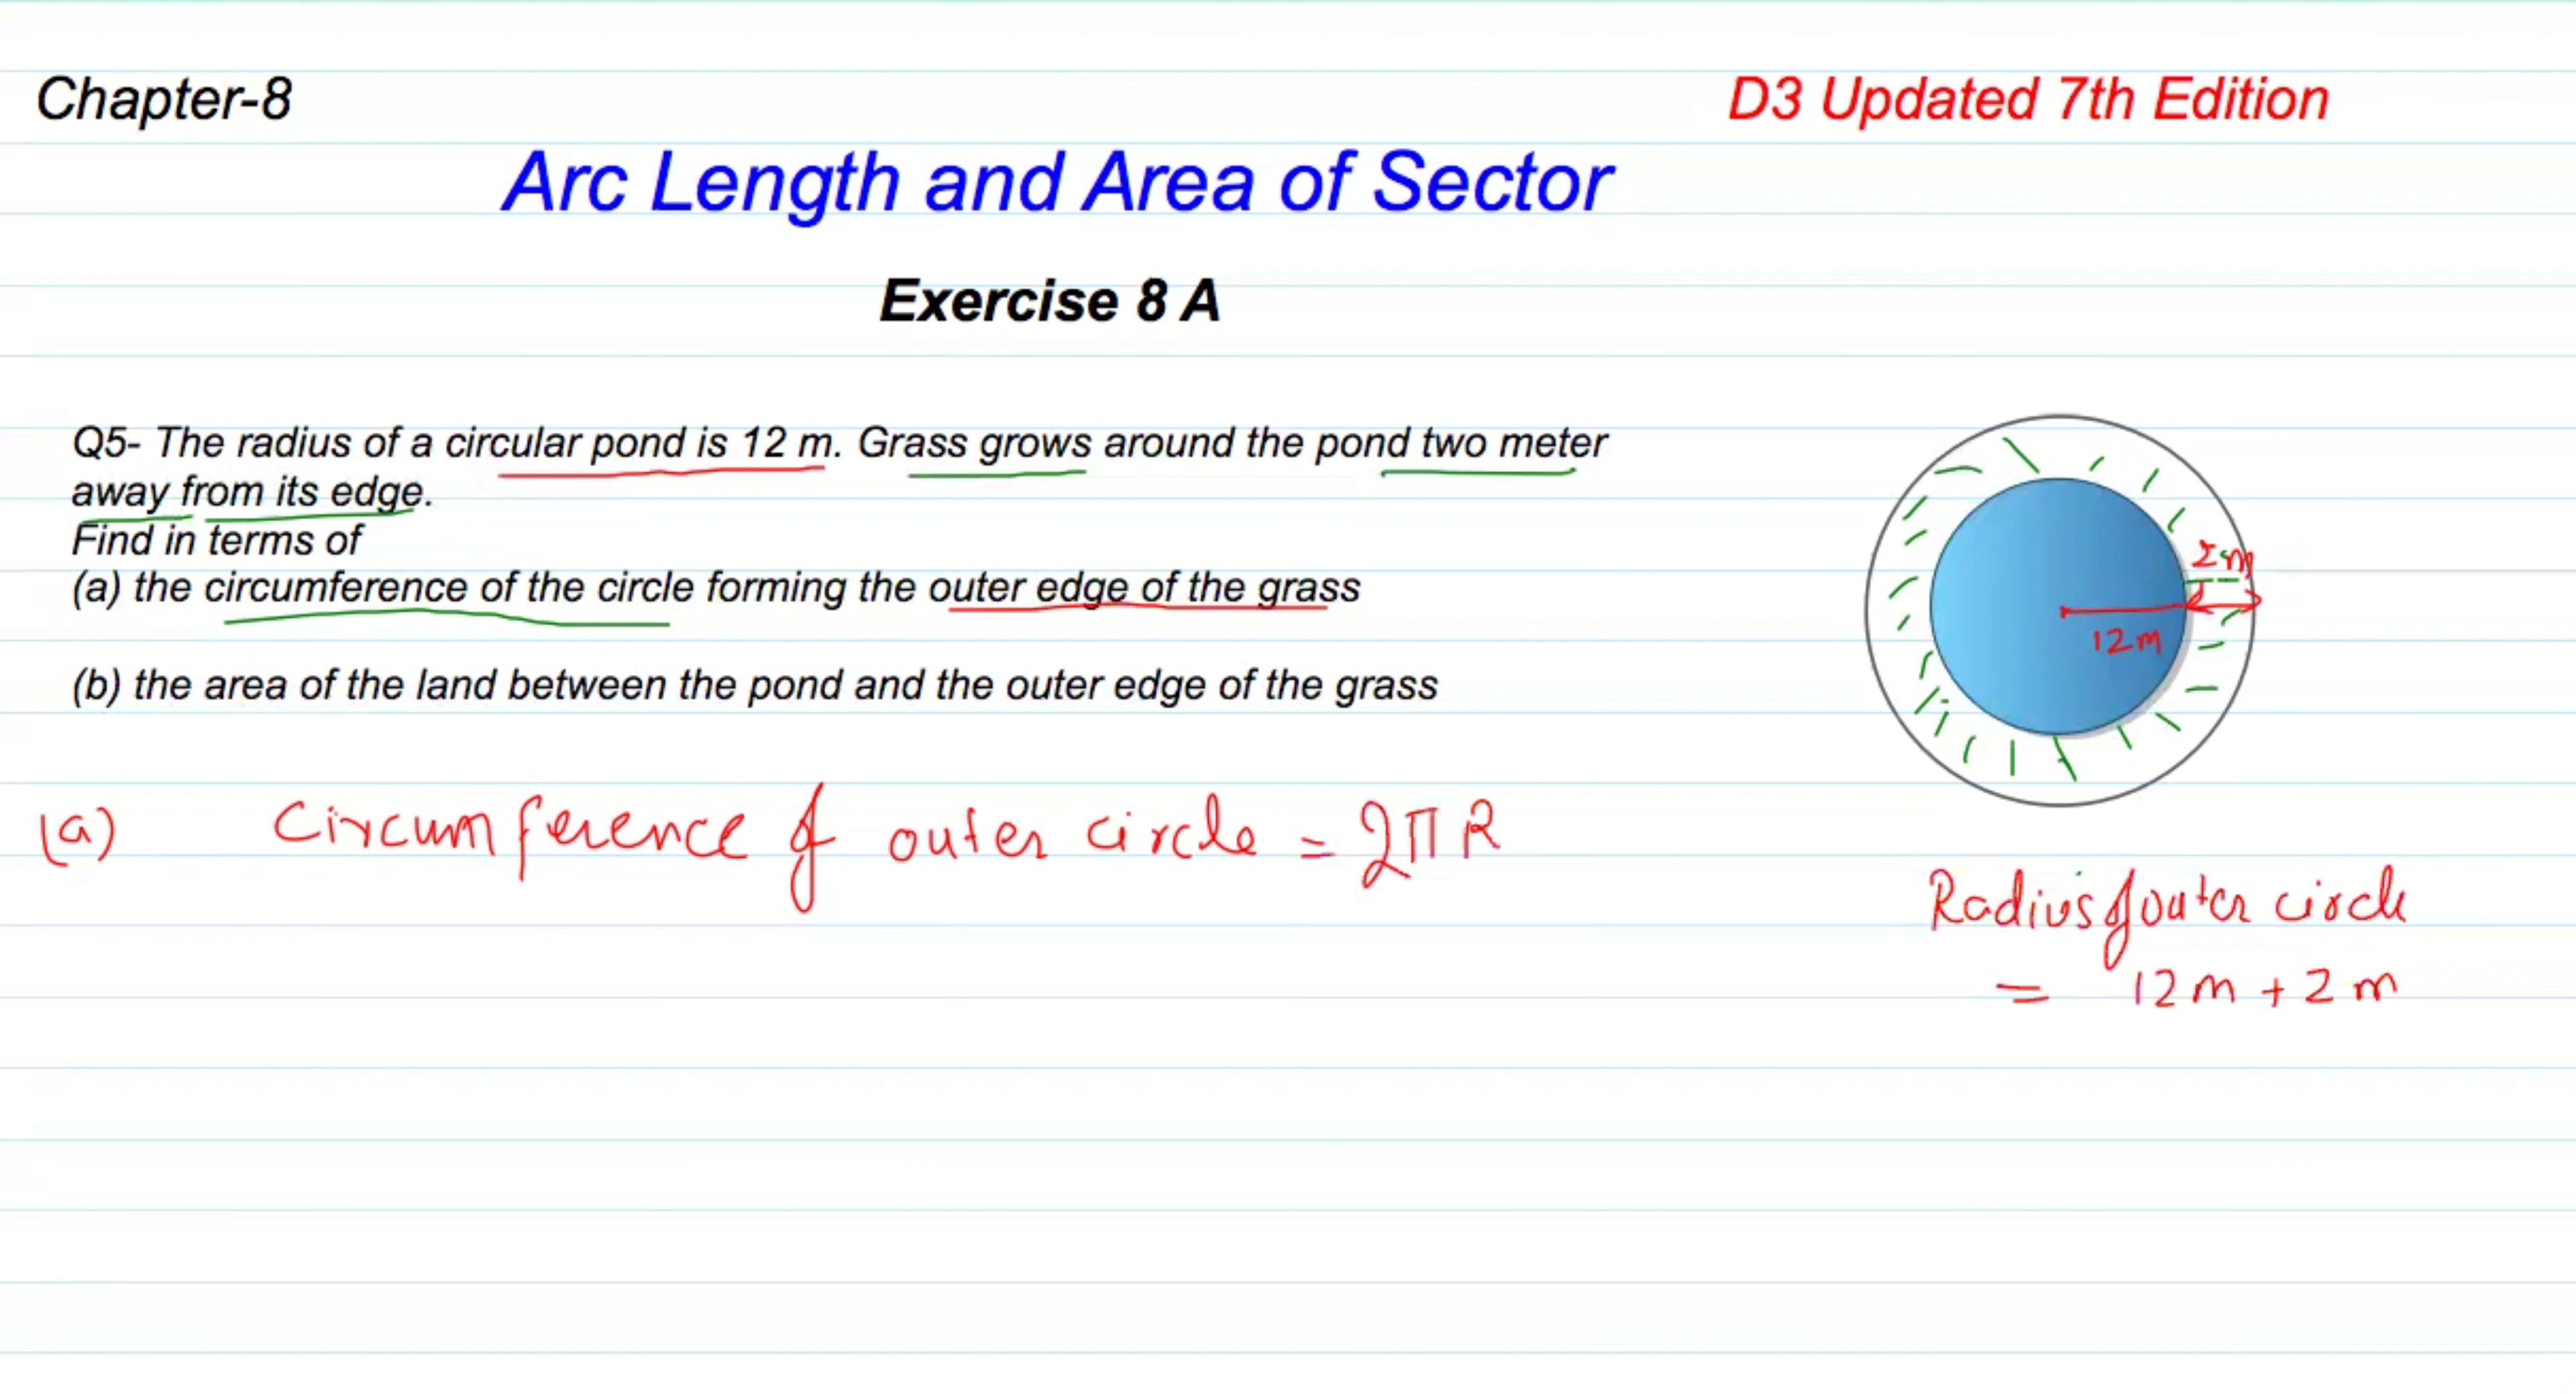 Chapter-8
D3 Updated 7th Edition
Arc Length and Area of Sector
Exercise 8 A
Q5- The radius of a circular pond is 12 m. Grass grows around the pond two meter
away from its edge.
Find in terms of
(a) the circumference of the circle forming the outer edge of the grass
(b) the area of the land between the pond and the outer edge of the grass
2m
12m
(a) Circumference of outer circle = 2πR
Radius of outer circle
= 12m + 2m